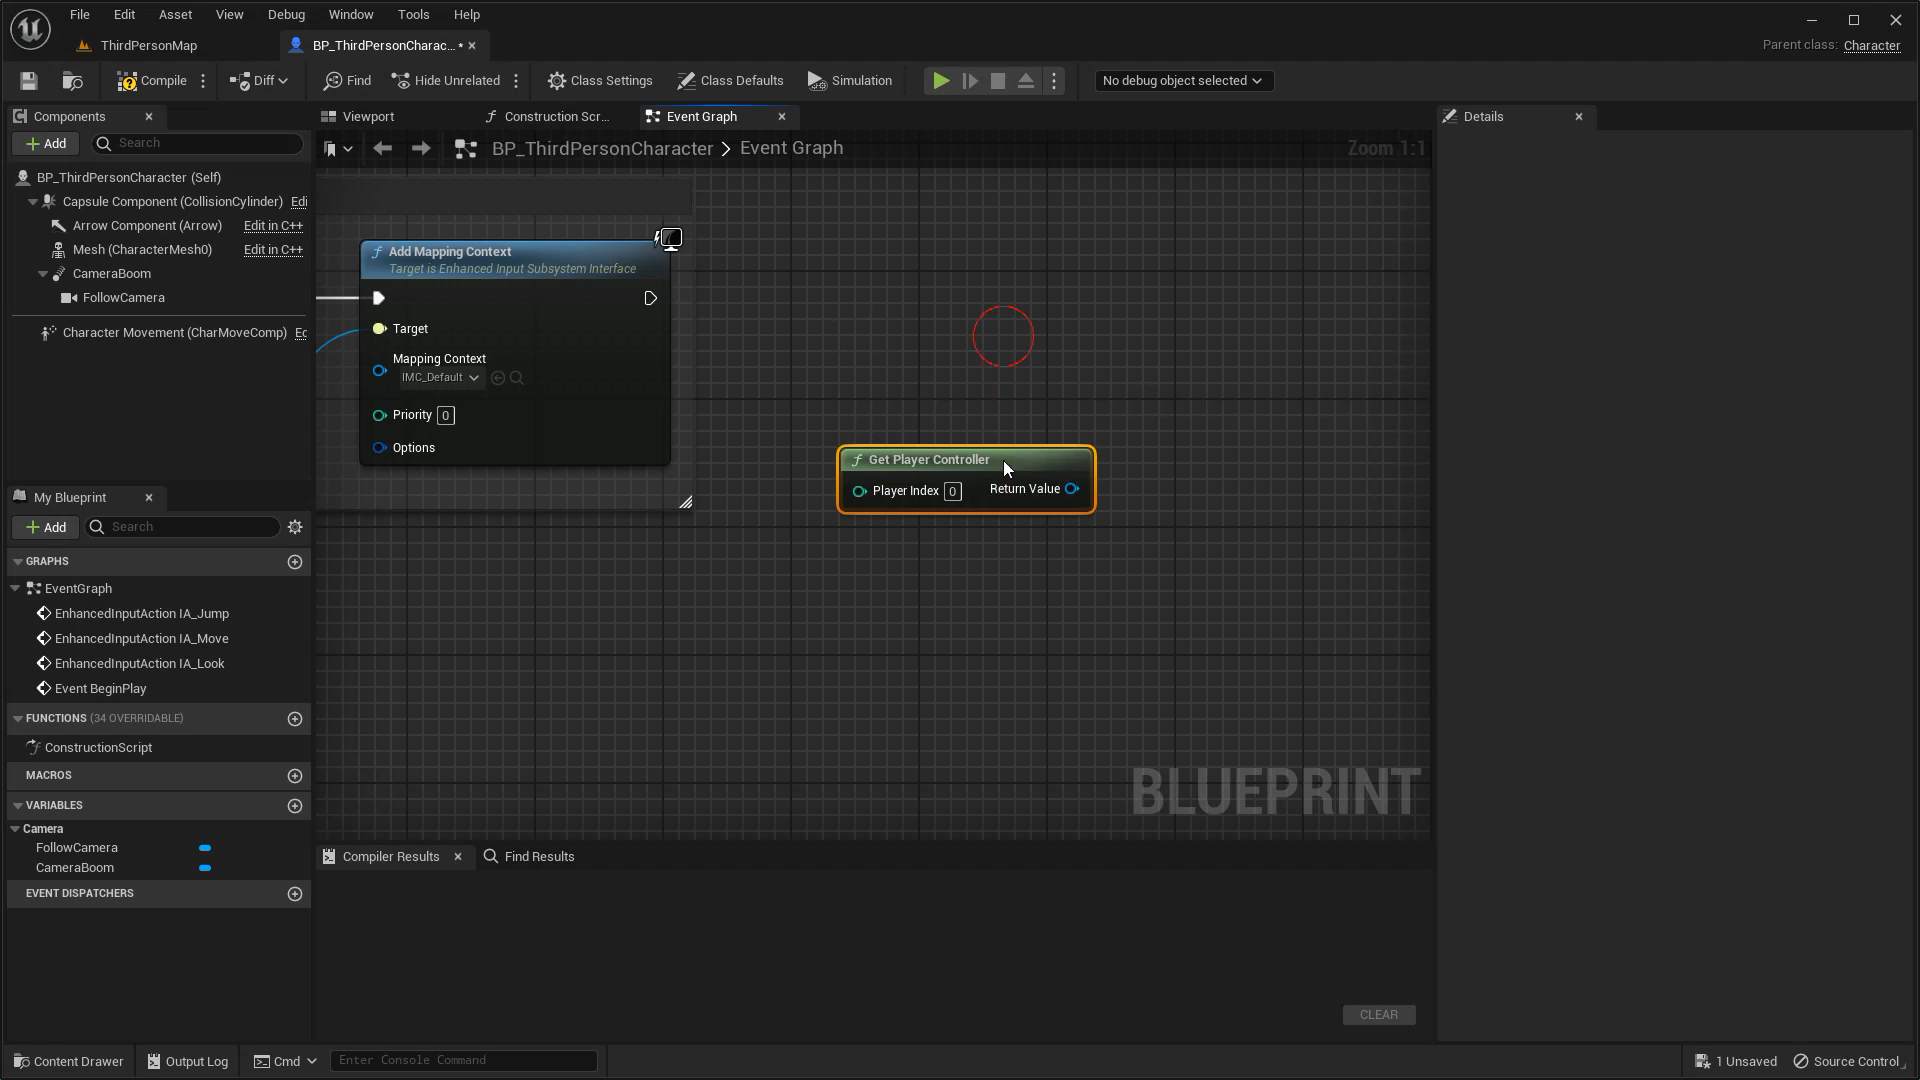 File Edit Asset View Debug Window Tools Help
ThirdPersonMap
BP_ThirdPersonCharac... •
Parent class: Character
Compile
Diff
Find
Hide Unrelated
Class Settings
Class Defaults
Simulation
No debug object selected
Components
Add
Search
BP_ThirdPersonCharacter (Self)
Capsule Component (CollisionCylinder) Edi
Arrow Component (Arrow) Edit in C++
Mesh (CharacterMesh0) Edit in C++
CameraBoom
FollowCamera
Character Movement (CharMoveComp) Ec
My Blueprint
Add
Search
GRAPHS
EventGraph
EnhancedInputAction IA_Jump
EnhancedInputAction IA_Move
EnhancedInputAction IA_Look
Event BeginPlay
FUNCTIONS (34 OVERRIDABLE)
ConstructionScript
MACROS
VARIABLES
Camera
FollowCamera
CameraBoom
EVENT DISPATCHERS
Viewport
Construction Scr...
Event Graph
BP_ThirdPersonCharacter > Event Graph
Zoom 1:1
f Add Mapping Context
Target is Enhanced Input Subsystem Interface
Target
Mapping Context
IMC_Default
Priority 0
Options
f Get Player Controller
Player Index 0 Return Value
BLUEPRINT
Compiler Results
Find Results
CLEAR
Details
Content Drawer
Output Log
Cmd
Enter Console Command
1 Unsaved
Source Control